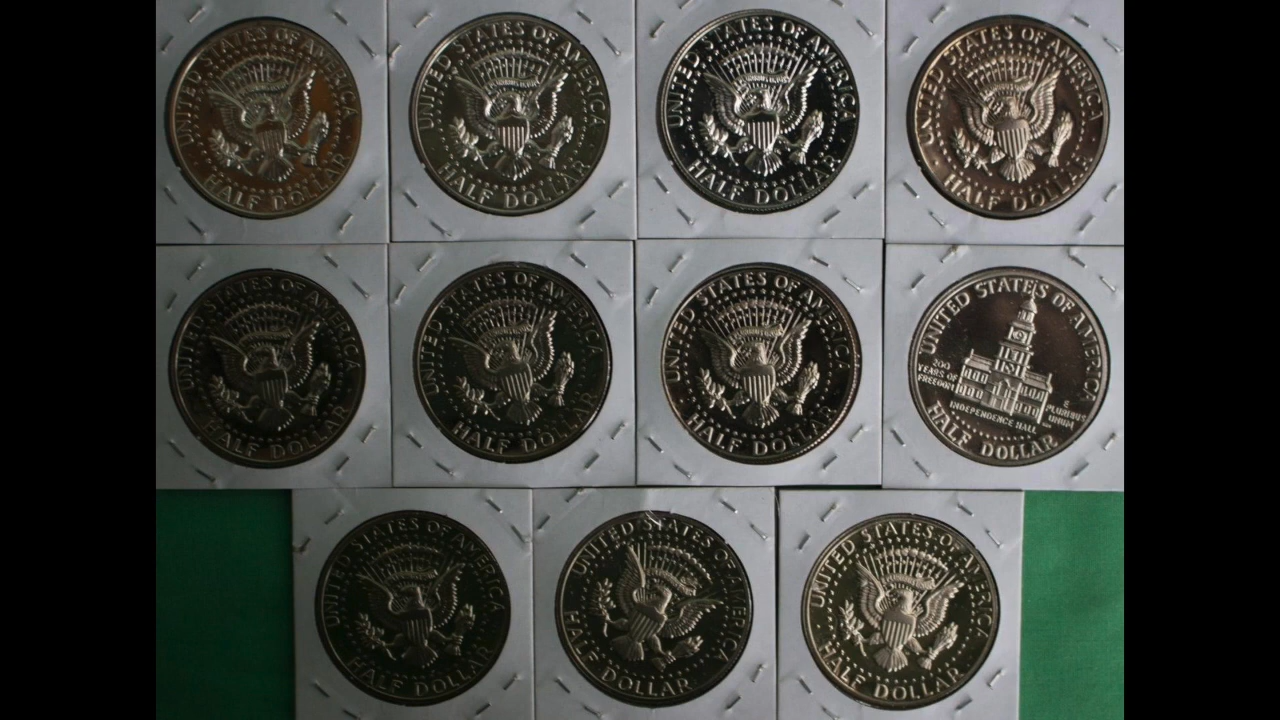 UNITED STATES OF AMERICA
HALF DOLLAR
UNITED STATES OF AMERICA
HALF DOLLAR
UNITED STATES OF AMERICA
HALF DOLLAR
UNITED STATES OF AMERICA
HALF DOLLAR
UNITED STATES OF AMERICA
HALF DOLLAR
UNITED STATES OF AMERICA
HALF DOLLAR
UNITED STATES OF AMERICA
HALF DOLLAR
UNITED STATES OF AMERICA
200
YEARS OF
FREEDOM
E
PLURIBUS
UNUM
INDEPENDENCE HALL
HALF DOLLAR
UNITED STATES OF AMERICA
HALF DOLLAR
UNITED STATES OF AMERICA
HALF DOLLAR
UNITED STATES OF AMERICA
HALF DOLLAR